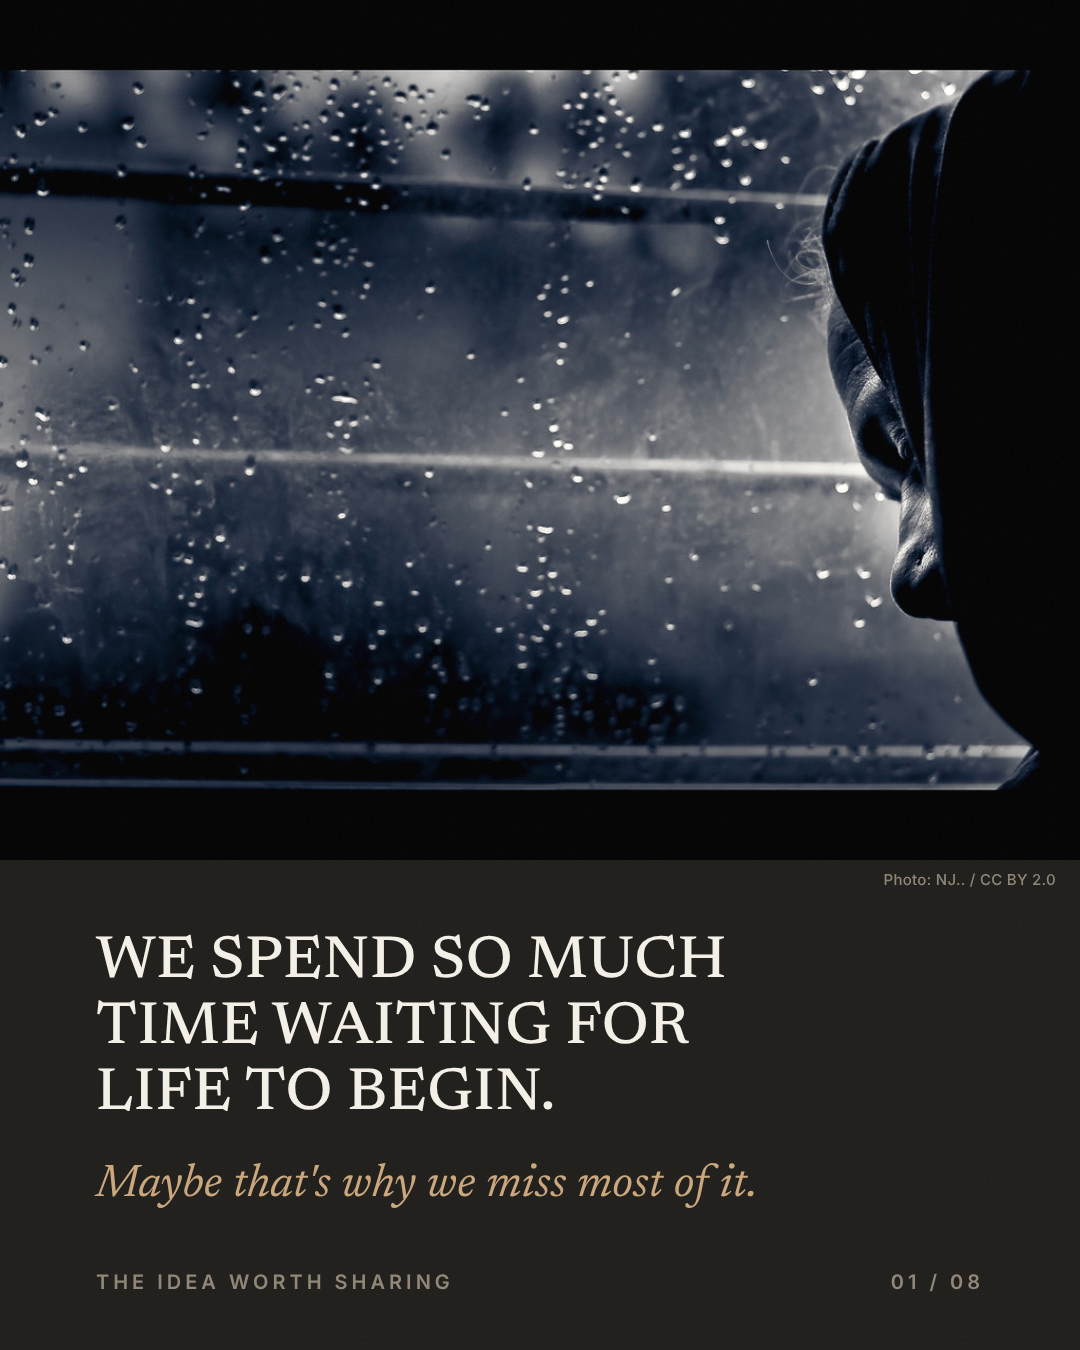 Photo: NJ.. / CC BY 2.0
WE SPEND SO MUCH
TIME WAITING FOR
LIFE TO BEGIN.
Maybe that's why we miss most of it.
THE IDEA WORTH SHARING
01 / 08